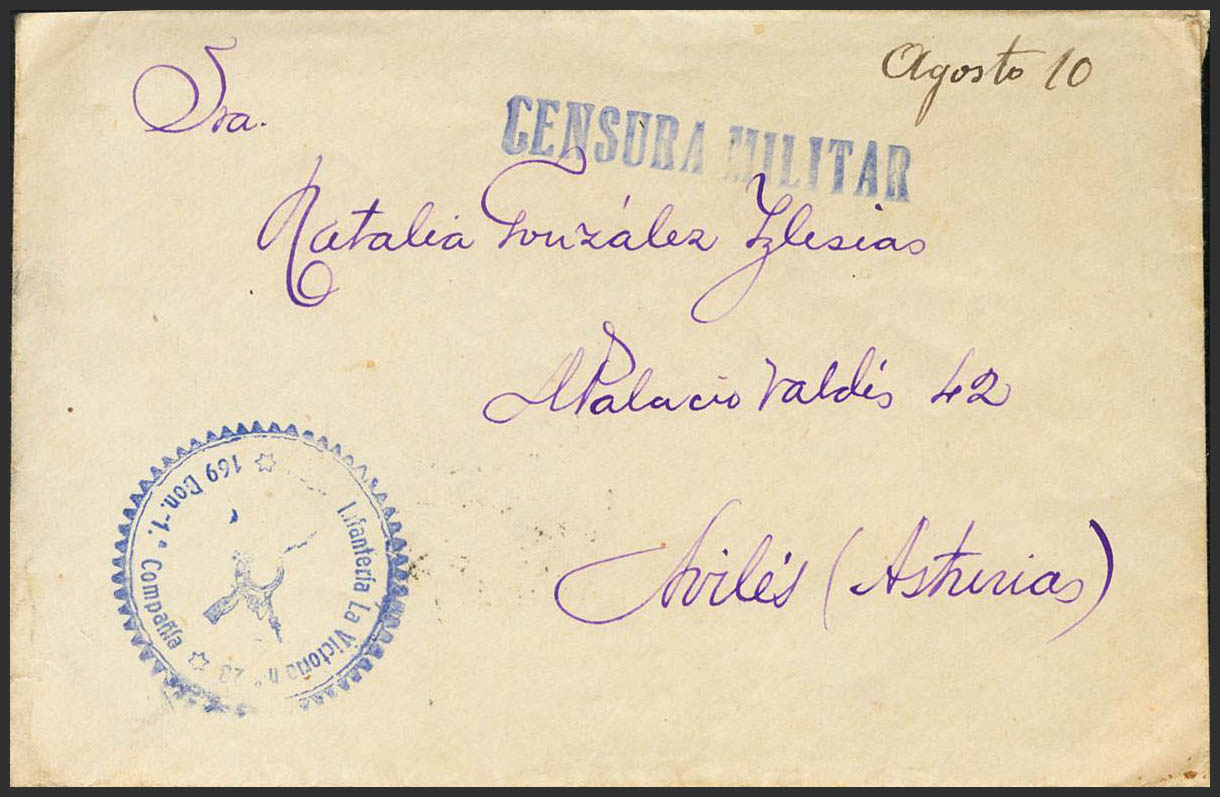 Agosto 10
Sra.
CENSURA MILITAR
Natalia González Iglesias
Palacio Valdés 42
Avilés (Asturias)
Infantería La Victoria n.º 28
169 Bon.-1.ª Compañía